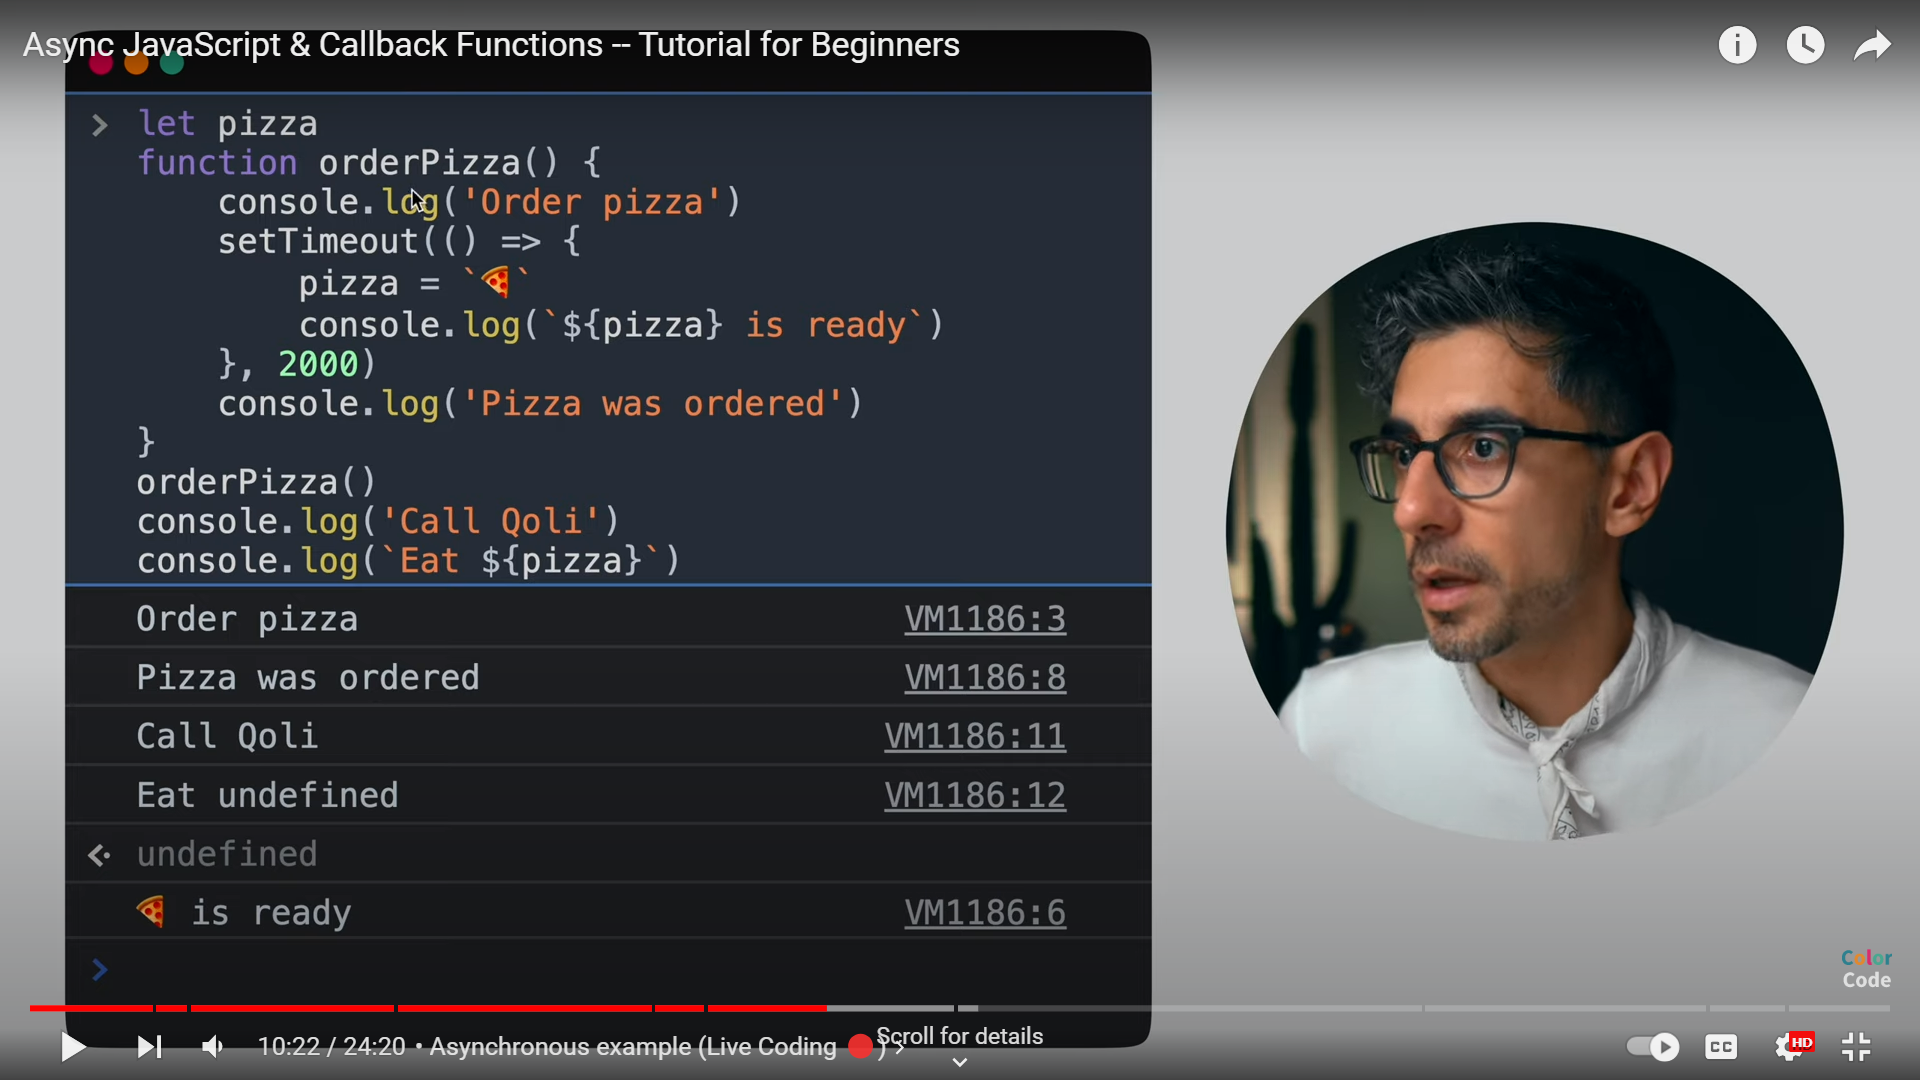 Async JavaScript & Callback Functions -- Tutorial for Beginners
> let pizza
function orderPizza() {
console.log('Order pizza')
setTimeout(() => {
pizza = `🍕`
console.log(`${pizza} is ready`)
}, 2000)
console.log('Pizza was ordered')
}
orderPizza()
console.log('Call Qoli')
console.log(`Eat ${pizza}`)
Order pizza VM1186:3
Pizza was ordered VM1186:8
Call Qoli VM1186:11
Eat undefined VM1186:12
undefined
🍕 is ready VM1186:6
>
Color
Code
10:22 / 24:20 • Asynchronous example (Live Coding 🔴) >
Scroll for details
CC
HD